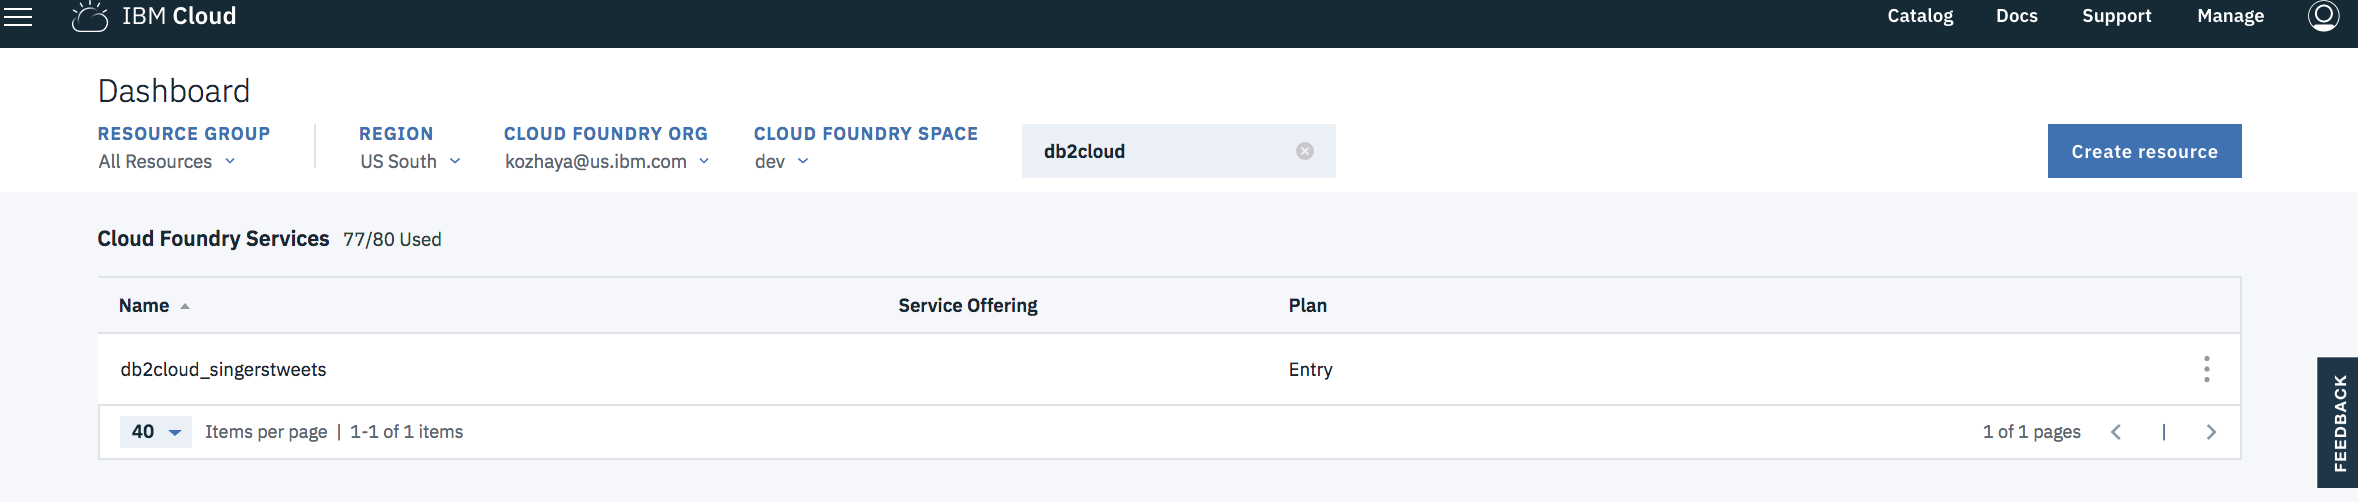 IBM Cloud
Catalog Docs Support Manage
Dashboard
RESOURCE GROUP REGION CLOUD FOUNDRY ORG CLOUD FOUNDRY SPACE
All Resources US South kozhaya@us.ibm.com dev
db2cloud
Create resource
Cloud Foundry Services 77/80 Used
Name Service Offering Plan
db2cloud_singerstweets Entry
40 Items per page | 1-1 of 1 items
1 of 1 pages |
FEEDBACK